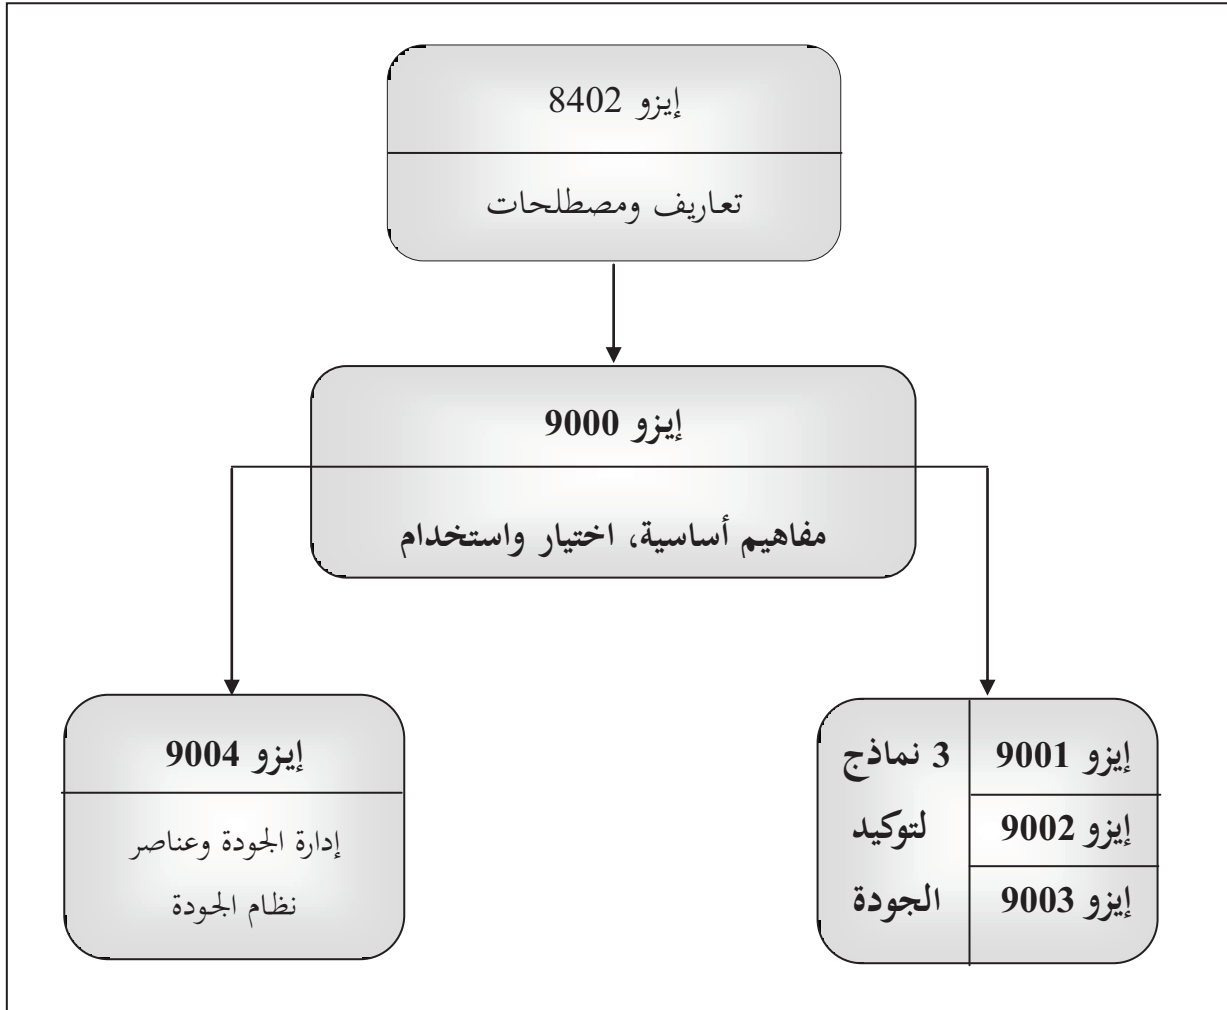 إيزو 8402
تعاريف ومصطلحات
إيزو 9000
مفاهيم أساسية، اختيار واستخدام
إيزو 9001
إيزو 9002
إيزو 9003
3 نماذج
لتوكيد
الجودة
إيزو 9004
إدارة الجودة وعناصر
نظام الجودة